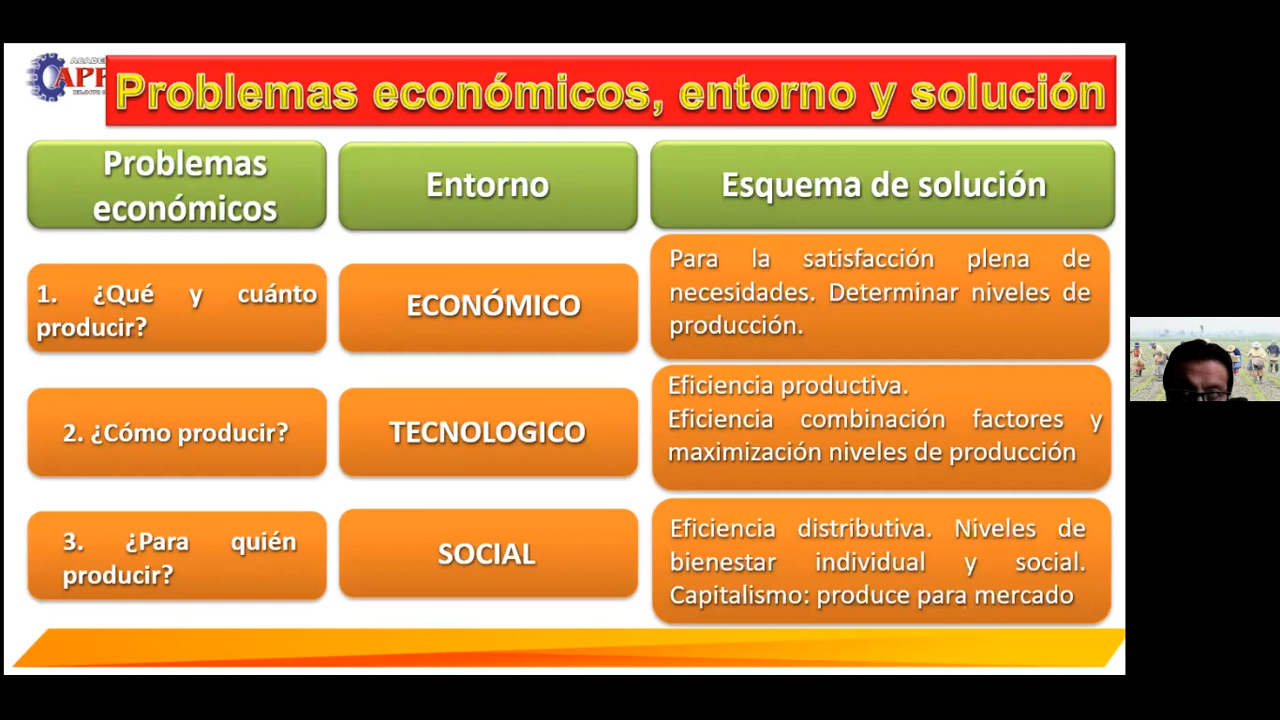 Problemas económicos, entorno y solución
Problemas
económicos
Entorno
Esquema de solución
1. ¿Qué y cuánto
producir?
ECONÓMICO
Para la satisfacción plena de
necesidades. Determinar niveles de
producción.
2. ¿Cómo producir?
TECNOLOGICO
Eficiencia productiva.
Eficiencia combinación factores y
maximización niveles de producción
3. ¿Para quién
producir?
SOCIAL
Eficiencia distributiva. Niveles de
bienestar individual y social.
Capitalismo: produce para mercado